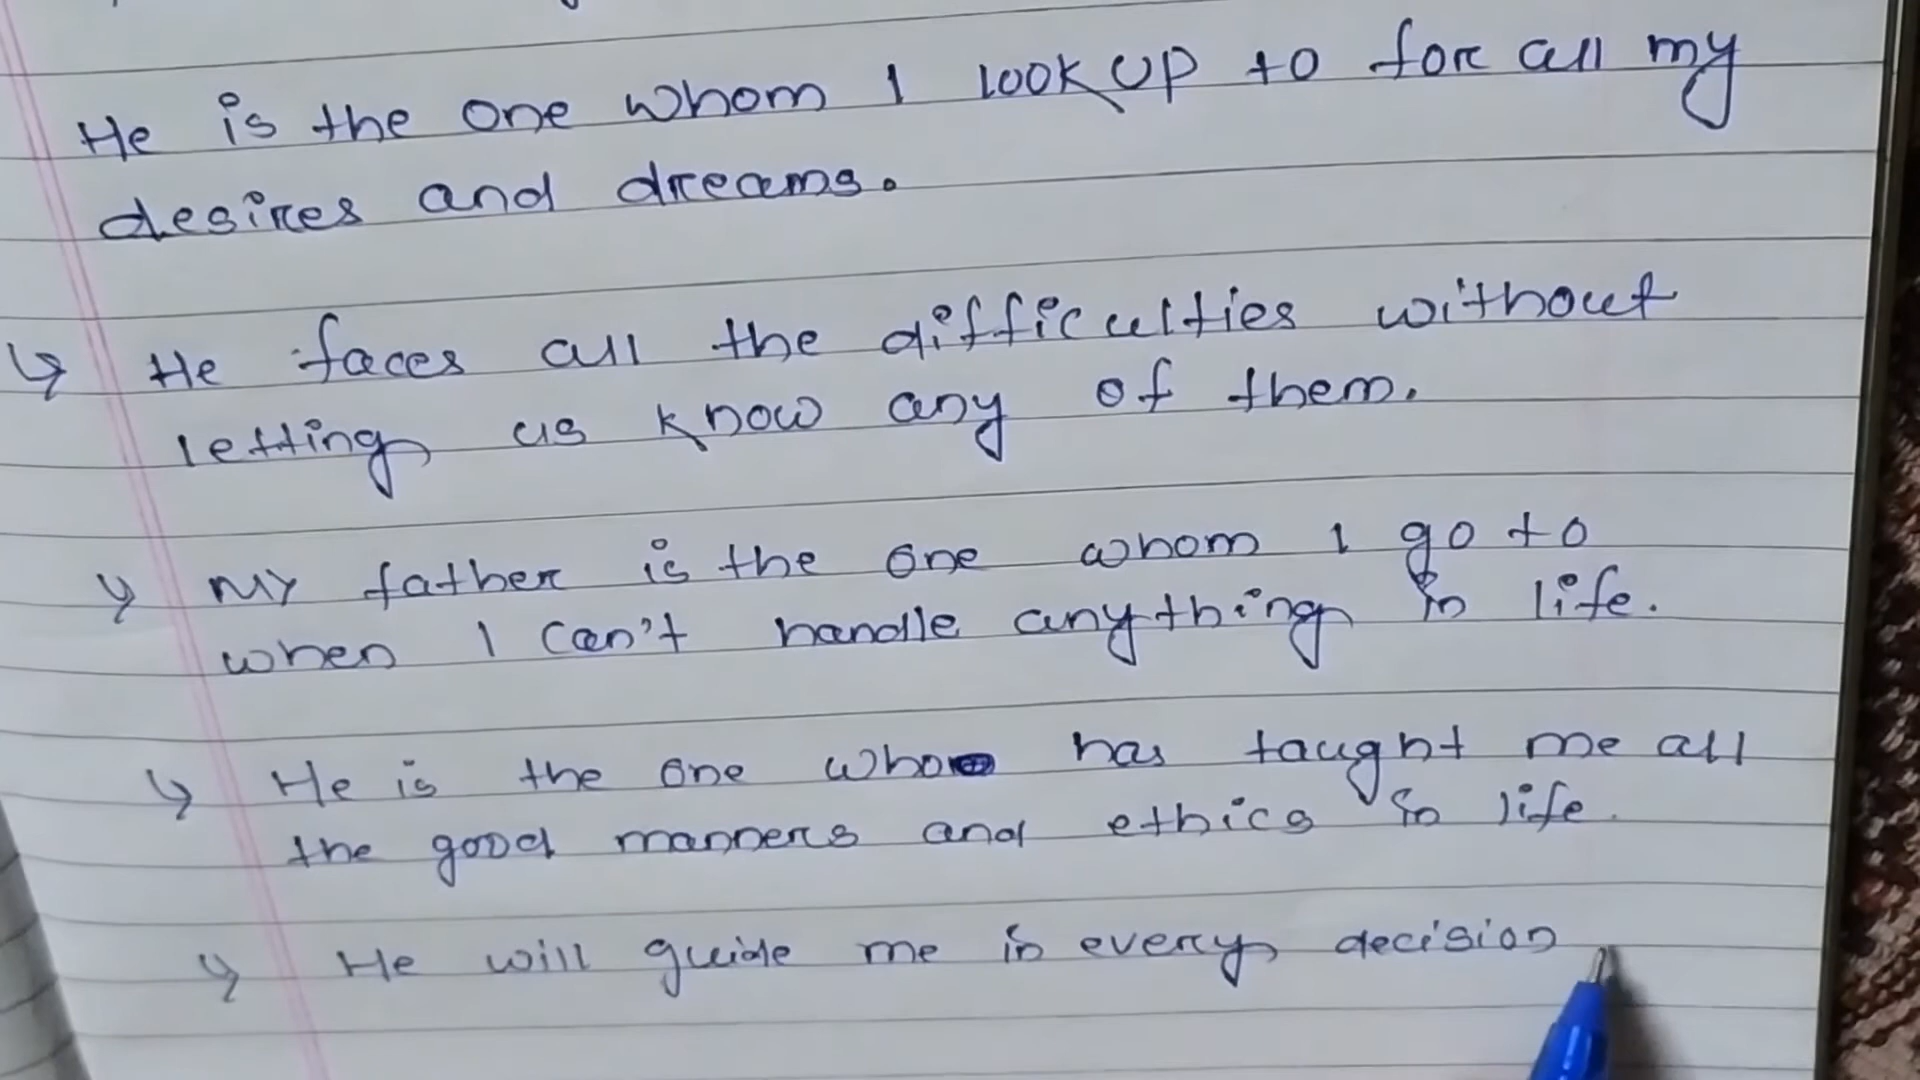 He is the one whom I look up to for all my
desires and dreams.
↳ He faces all the difficulties without
letting us know any of them.
↳ My father is the one whom I go to
when I can't handle anything in life.
↳ He is the one who has taught me all
the good manners and ethics in life.
↳ He will guide me in every decision